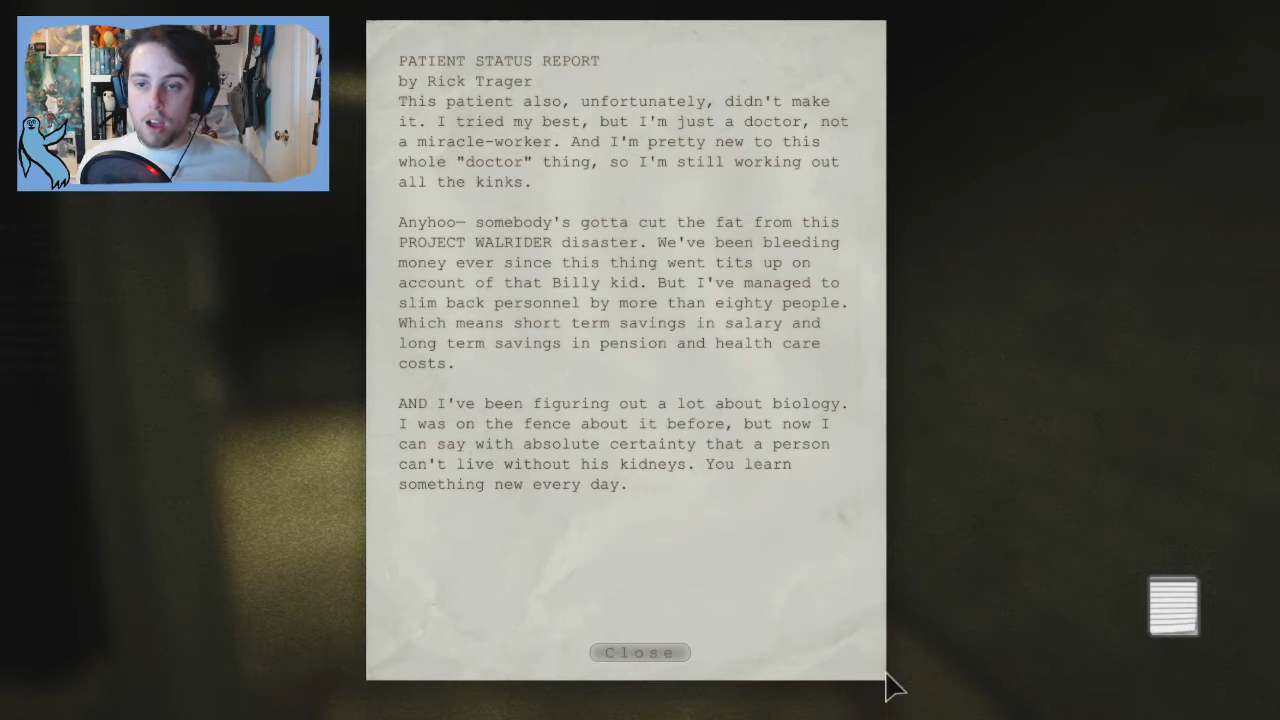 PATIENT STATUS REPORT
by Rick Trager
This patient also, unfortunately, didn't make
it. I tried my best, but I'm just a doctor, not
a miracle-worker. And I'm pretty new to this
whole "doctor" thing, so I'm still working out
all the kinks.
Anyhoo— somebody's gotta cut the fat from this
PROJECT WALRIDER disaster. We've been bleeding
money ever since this thing went tits up on
account of that Billy kid. But I've managed to
slim back personnel by more than eighty people.
Which means short term savings in salary and
long term savings in pension and health care
costs.
AND I've been figuring out a lot about biology.
I was on the fence about it before, but now I
can say with absolute certainty that a person
can't live without his kidneys. You learn
something new every day.
Close